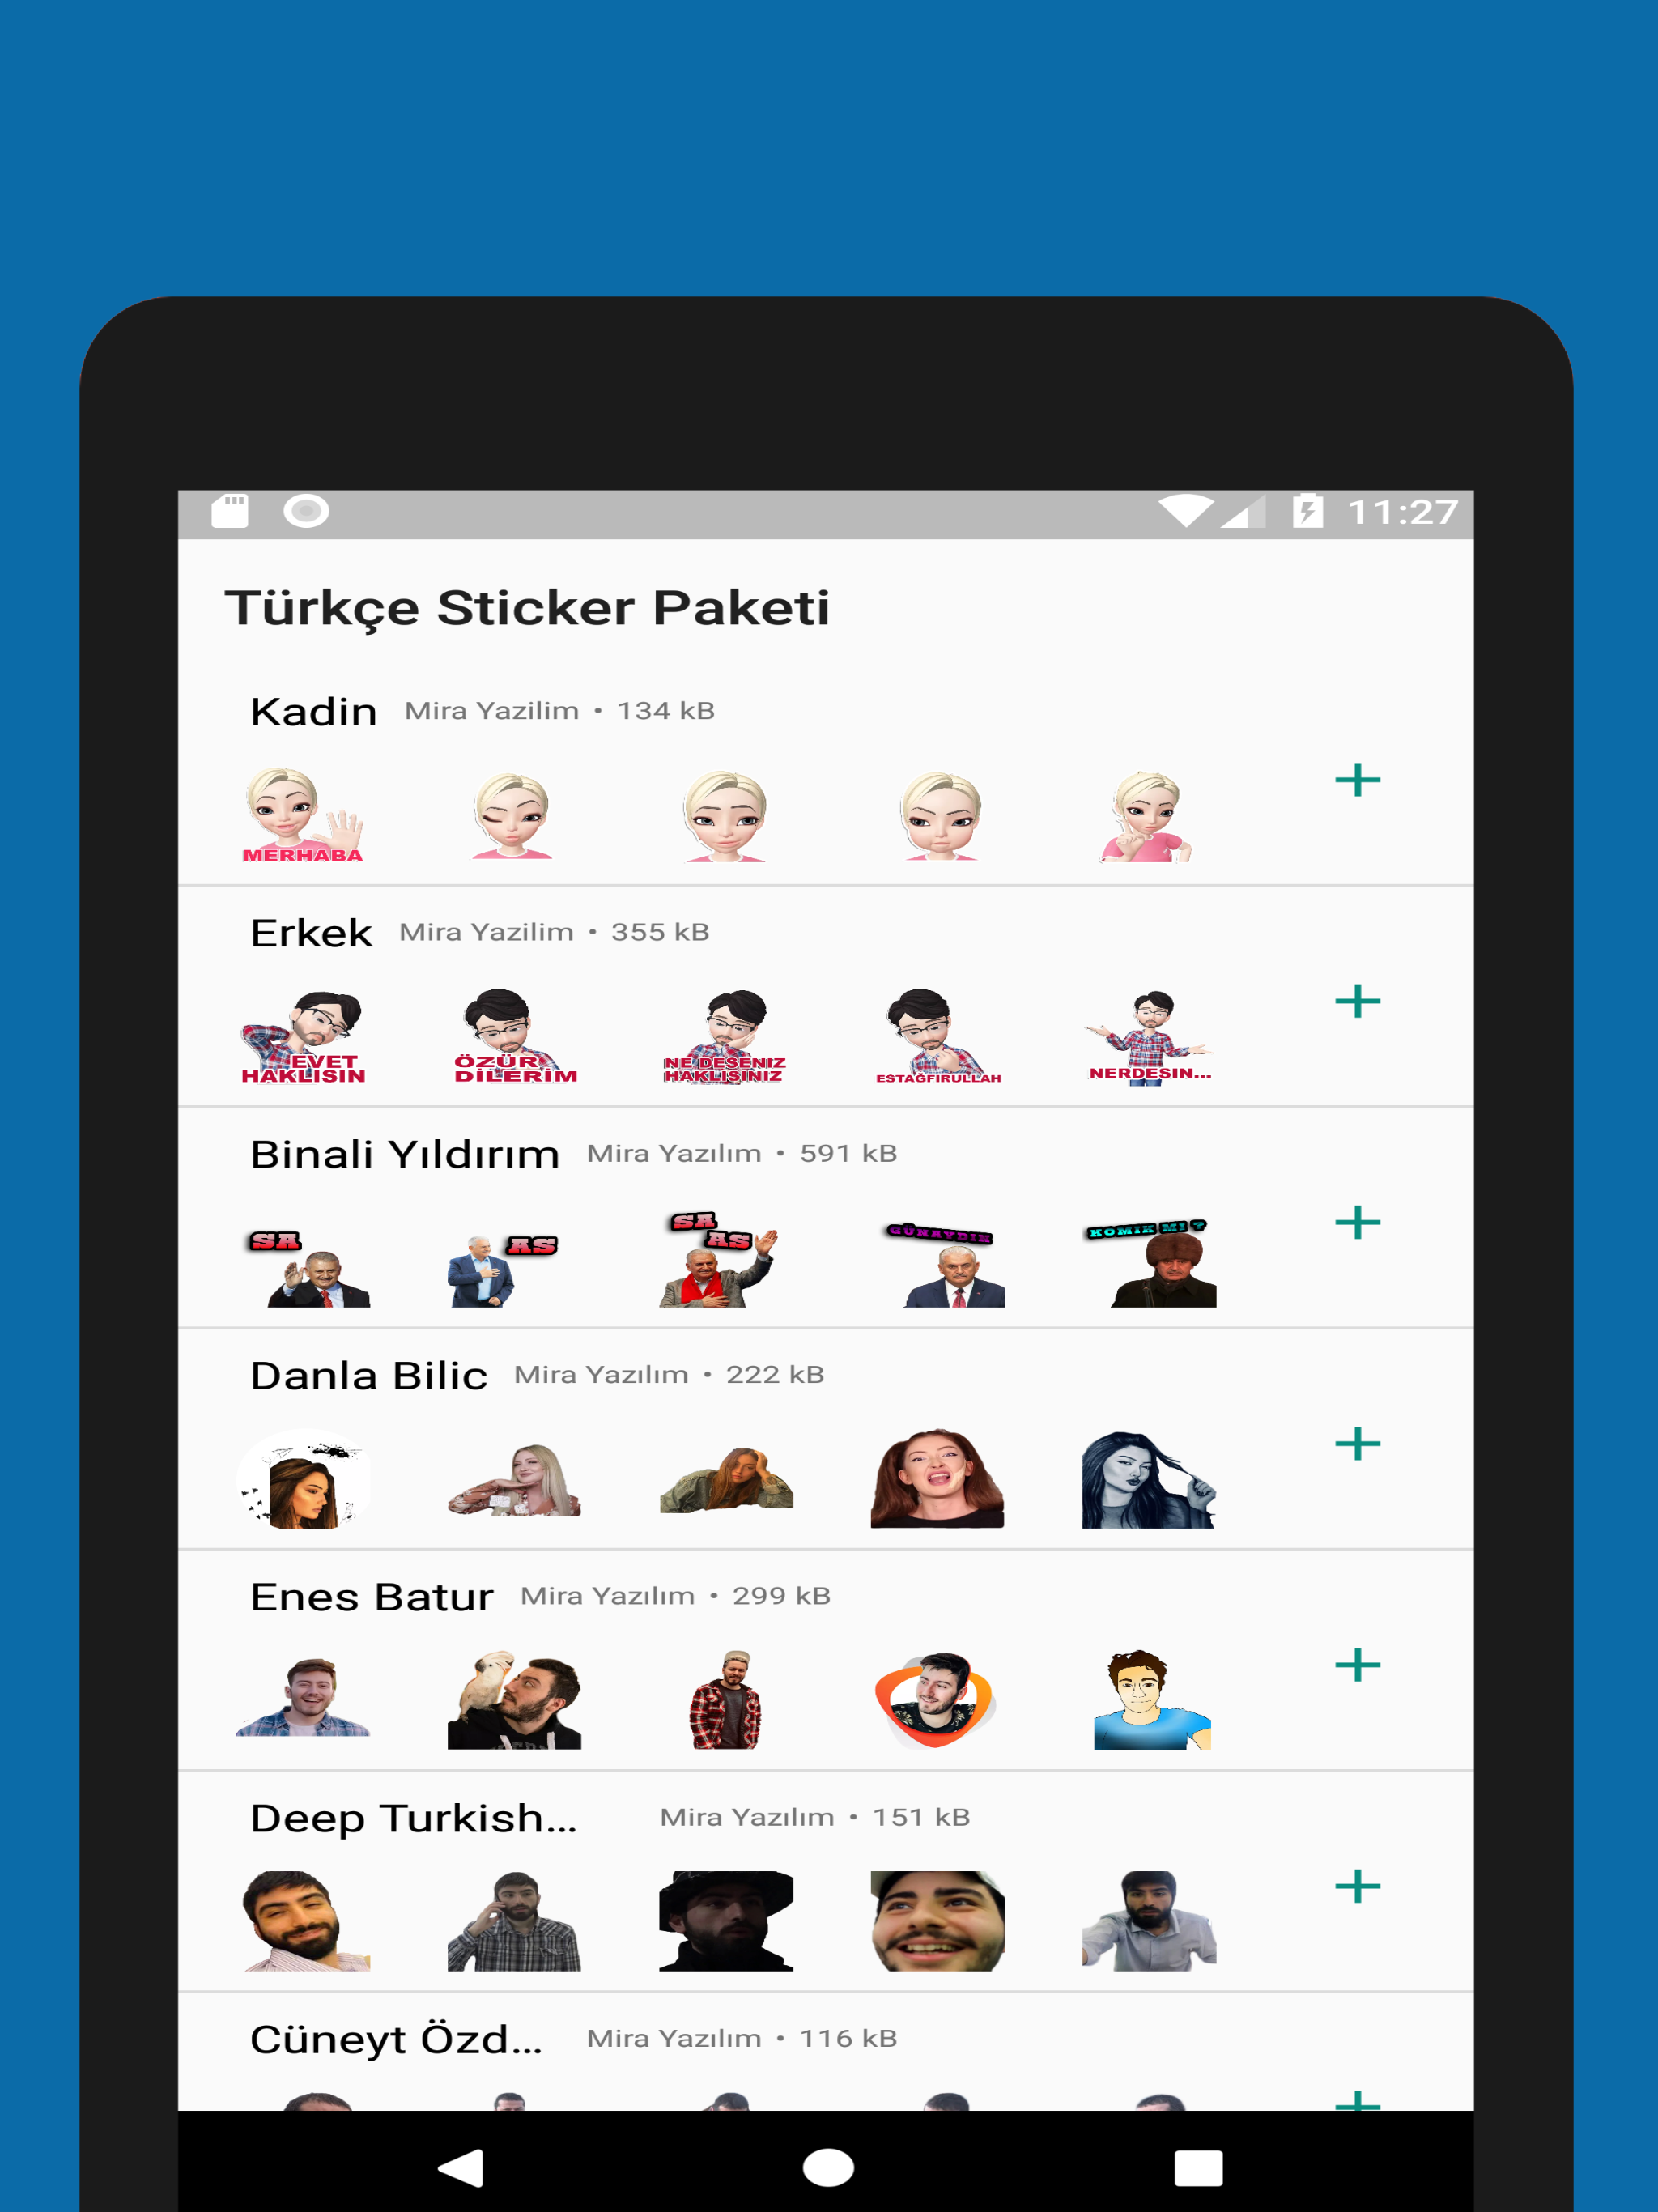 11:27
Türkçe Sticker Paketi
Kadin Mira Yazilim • 134 kB
MERHABA
Erkek Mira Yazilim • 355 kB
EVET
HAKLISIN
ÖZÜR
DİLERİM
NE DESENIZ
HAKLISINIZ
ESTAĞFIRULLAH
NERDESIN...
Binali Yıldırım Mira Yazılım • 591 kB
SA
AS
SA
AS
GÜNAYDIN
KOMIK MI ?
Danla Bilic Mira Yazılım • 222 kB
Enes Batur Mira Yazılım • 299 kB
Deep Turkish... Mira Yazılım • 151 kB
Cüneyt Özd... Mira Yazılım • 116 kB